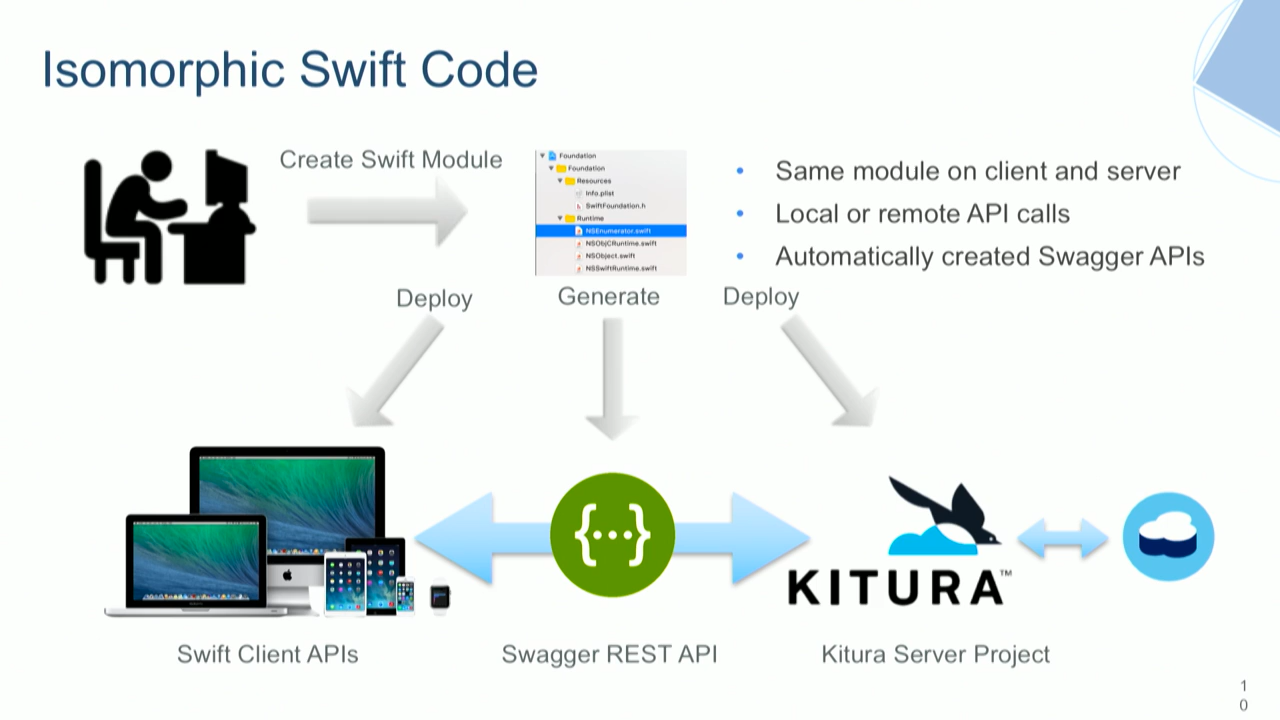 Isomorphic Swift Code
Create Swift Module
Foundation
Foundation
Resources
Info.plist
SwiftFoundation.h
Runtime
NSEnumerator.swift
NSObjCRuntime.swift
NSObject.swift
NSSwiftRuntime.swift
• Same module on client and server
• Local or remote API calls
• Automatically created Swagger APIs
Deploy
Generate
Deploy
{···}
KITURA™
Swift Client APIs
Swagger REST API
Kitura Server Project
1
0